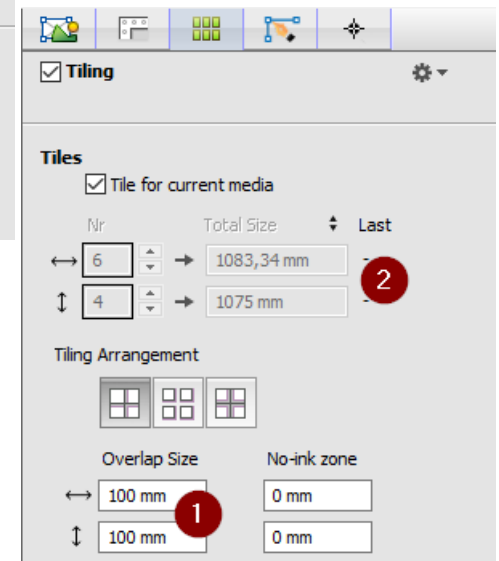 Tiling
Tiles
Tile for current media
Nr Total Size Last
6 1083,34 mm -
2
4 1075 mm -
Tiling Arrangement
Overlap Size No-ink zone
100 mm 0 mm
1
100 mm 0 mm